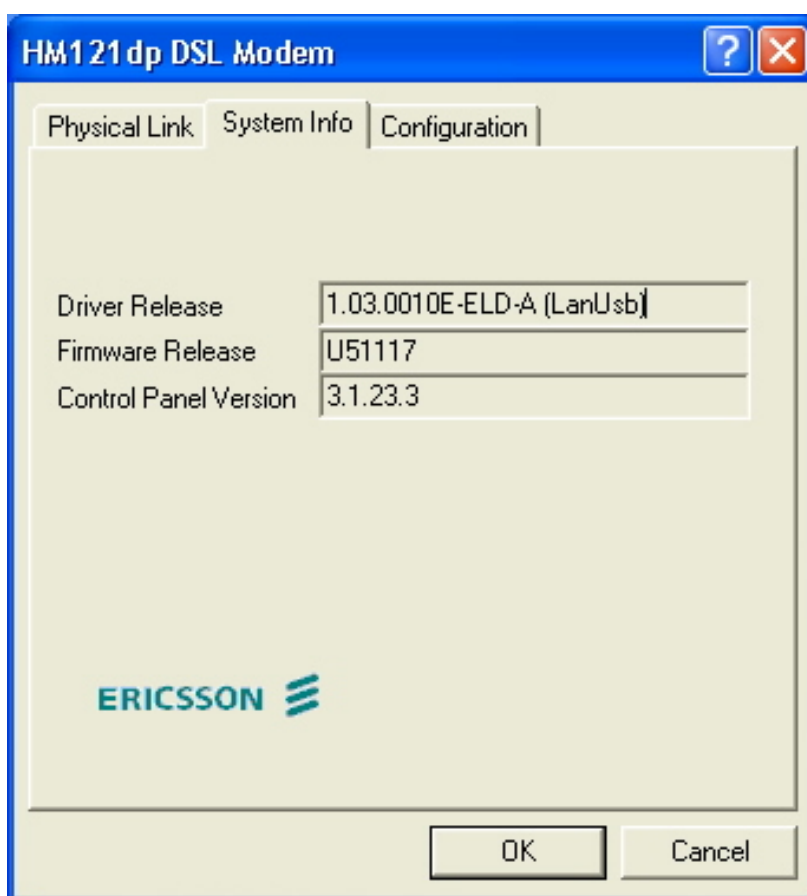 HM121dp DSL Modem
Physical Link System Info Configuration
Driver Release 1.03.0010E-ELD-A (LanUsb)
Firmware Release U51117
Control Panel Version 3.1.23.3
ERICSSON
OK Cancel